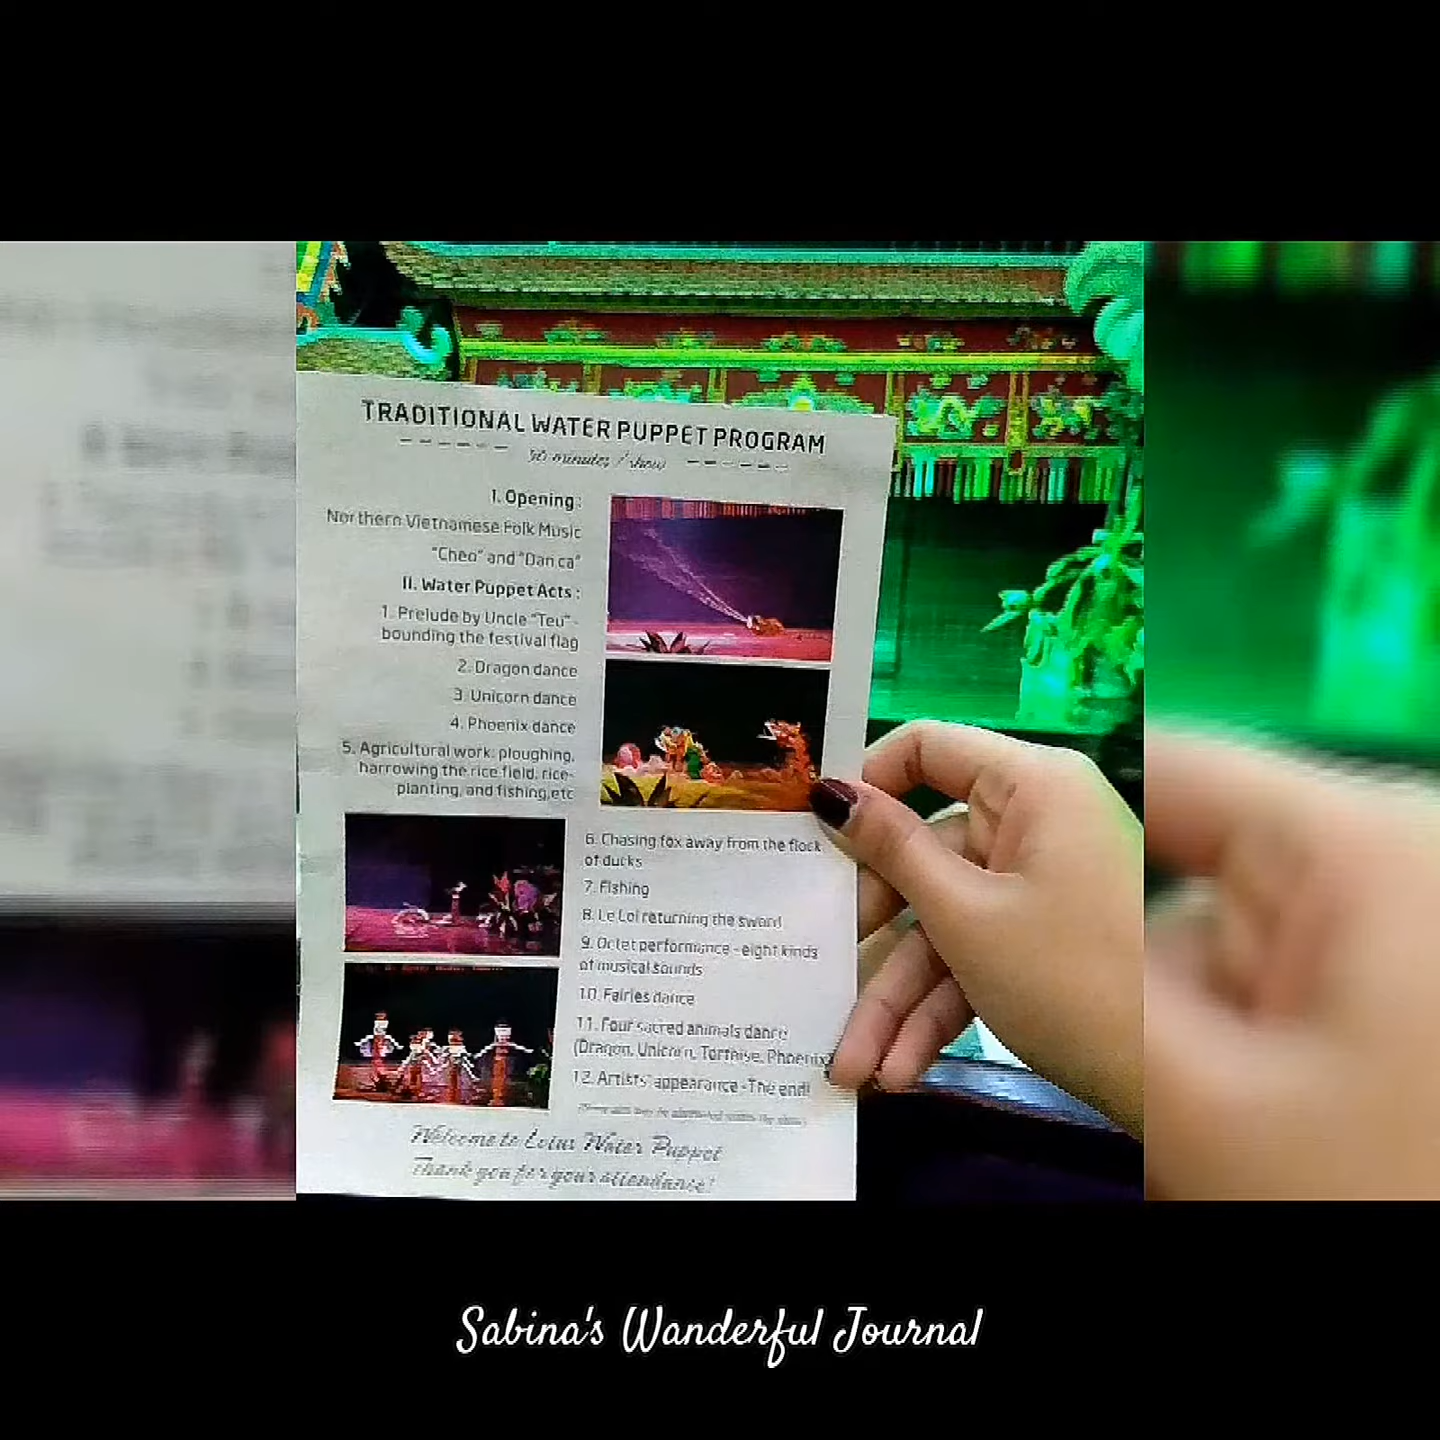 TRADITIONAL WATER PUPPET PROGRAM
50 minutes / show
I. Opening :
Northern Vietnamese Folk Music
"Cheo" and "Dan ca"
II. Water Puppet Acts :
1. Prelude by Uncle "Teu" -
bounding the festival flag
2. Dragon dance
3. Unicorn dance
4. Phoenix dance
5. Agricultural work: ploughing,
harrowing the rice field, rice-
planting, and fishing,etc
6. Chasing fox away from the flock
of ducks
7. Fishing
8. Le Loi returning the sword
9. Octet performance - eight kinds
of musical sounds
10. Fairies dance
11. Four sacred animals dance
(Dragon, Unicorn, Tortoise, Phoenix)
12. Artists' appearance - The end!
Welcome to Lotus Water Puppet
Thank you for your attendance!
Sabina's Wanderful Journal